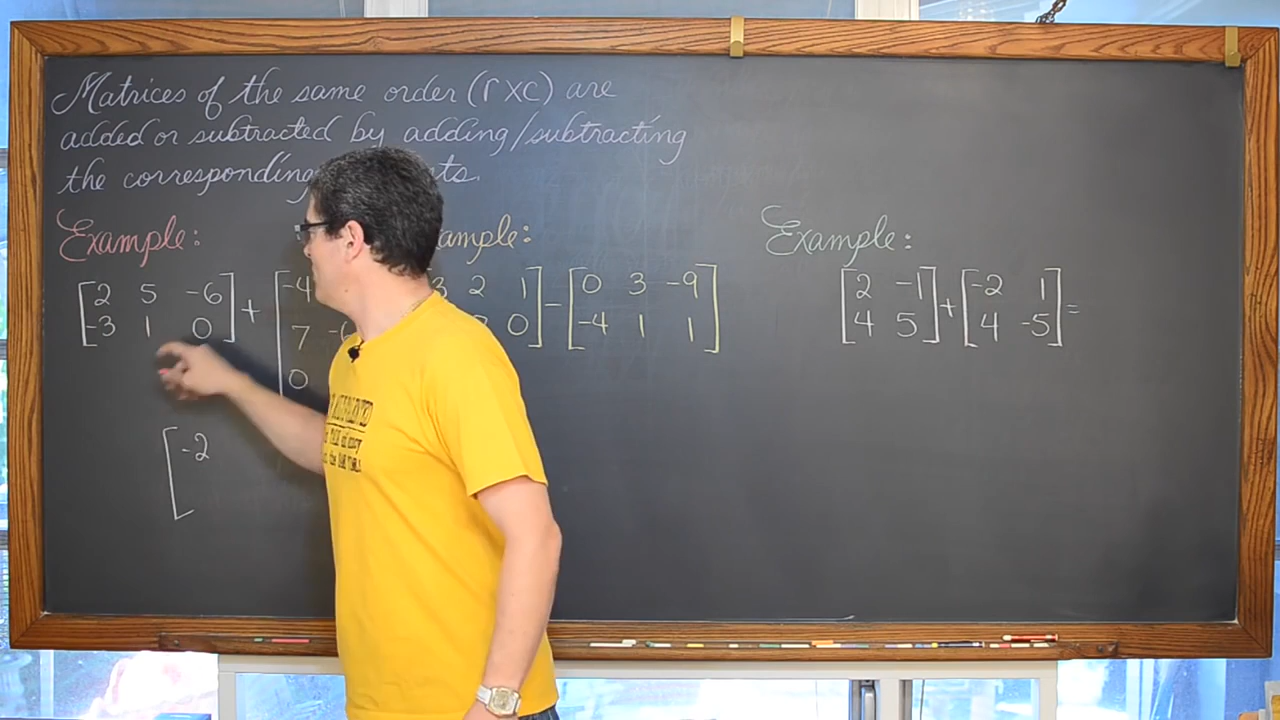 Matrices of the same order (r x c) are
added or subtracted by adding/subtracting
the corresponding
Example:
Example:
[2 5 -6] + [-4
[-3 1 0] 7
0
[-2
2 1] - [0 3 -9]
0] [-4 1 1]
[2 -1] + [-2 1] =
[4 5] [4 -5]